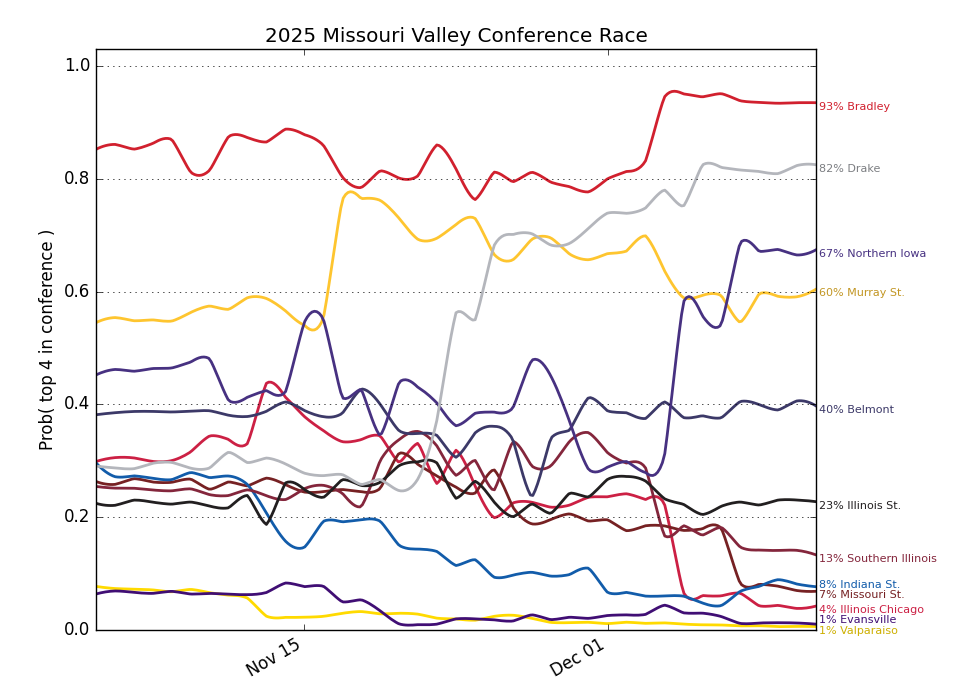 2025 Missouri Valley Conference Race
Prob( top 4 in conference )
1.0
0.8
0.6
0.4
0.2
0.0
Nov 15
Dec 01
93% Bradley
82% Drake
67% Northern Iowa
60% Murray St.
40% Belmont
23% Illinois St.
13% Southern Illinois
8% Indiana St.
7% Missouri St.
4% Illinois Chicago
1% Evansville
1% Valparaiso